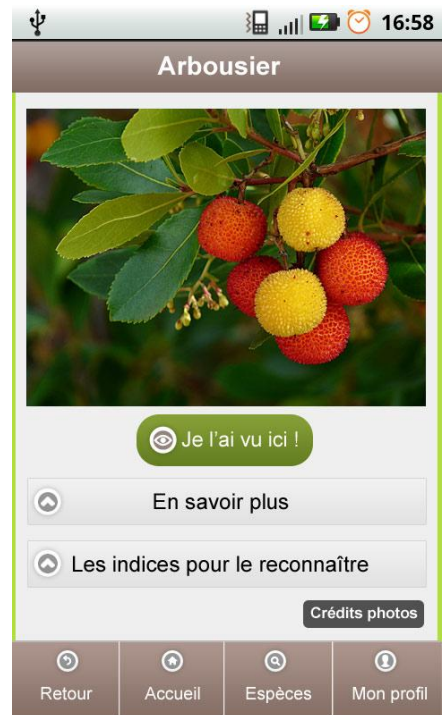 16:58
Arbousier
Je l'ai vu ici !
En savoir plus
Les indices pour le reconnaître
Crédits photos
Retour
Accueil
Espèces
Mon profil